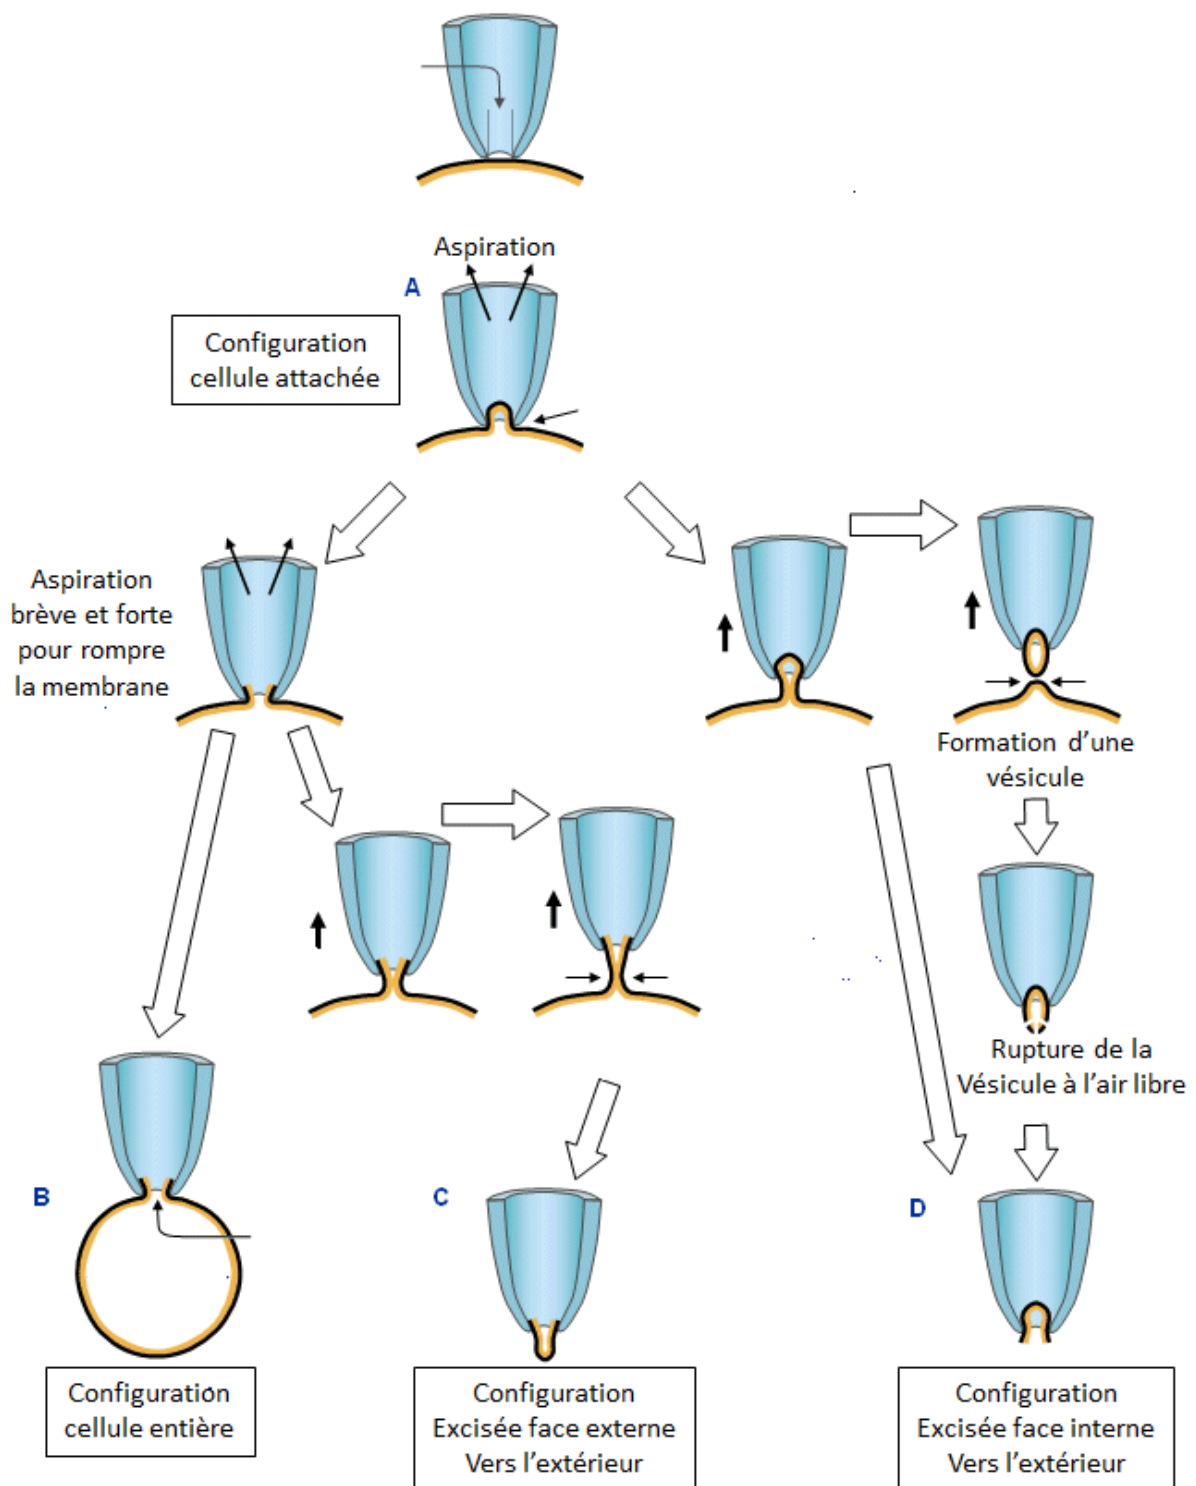 Aspiration
A
Configuration
cellule attachée
Aspiration
brève et forte
pour rompre
la membrane
Formation d’une
vésicule
Rupture de la
Vésicule à l’air libre
B
C
D
Configuration
cellule entière
Configuration
Excisée face externe
Vers l’extérieur
Configuration
Excisée face interne
Vers l’extérieur